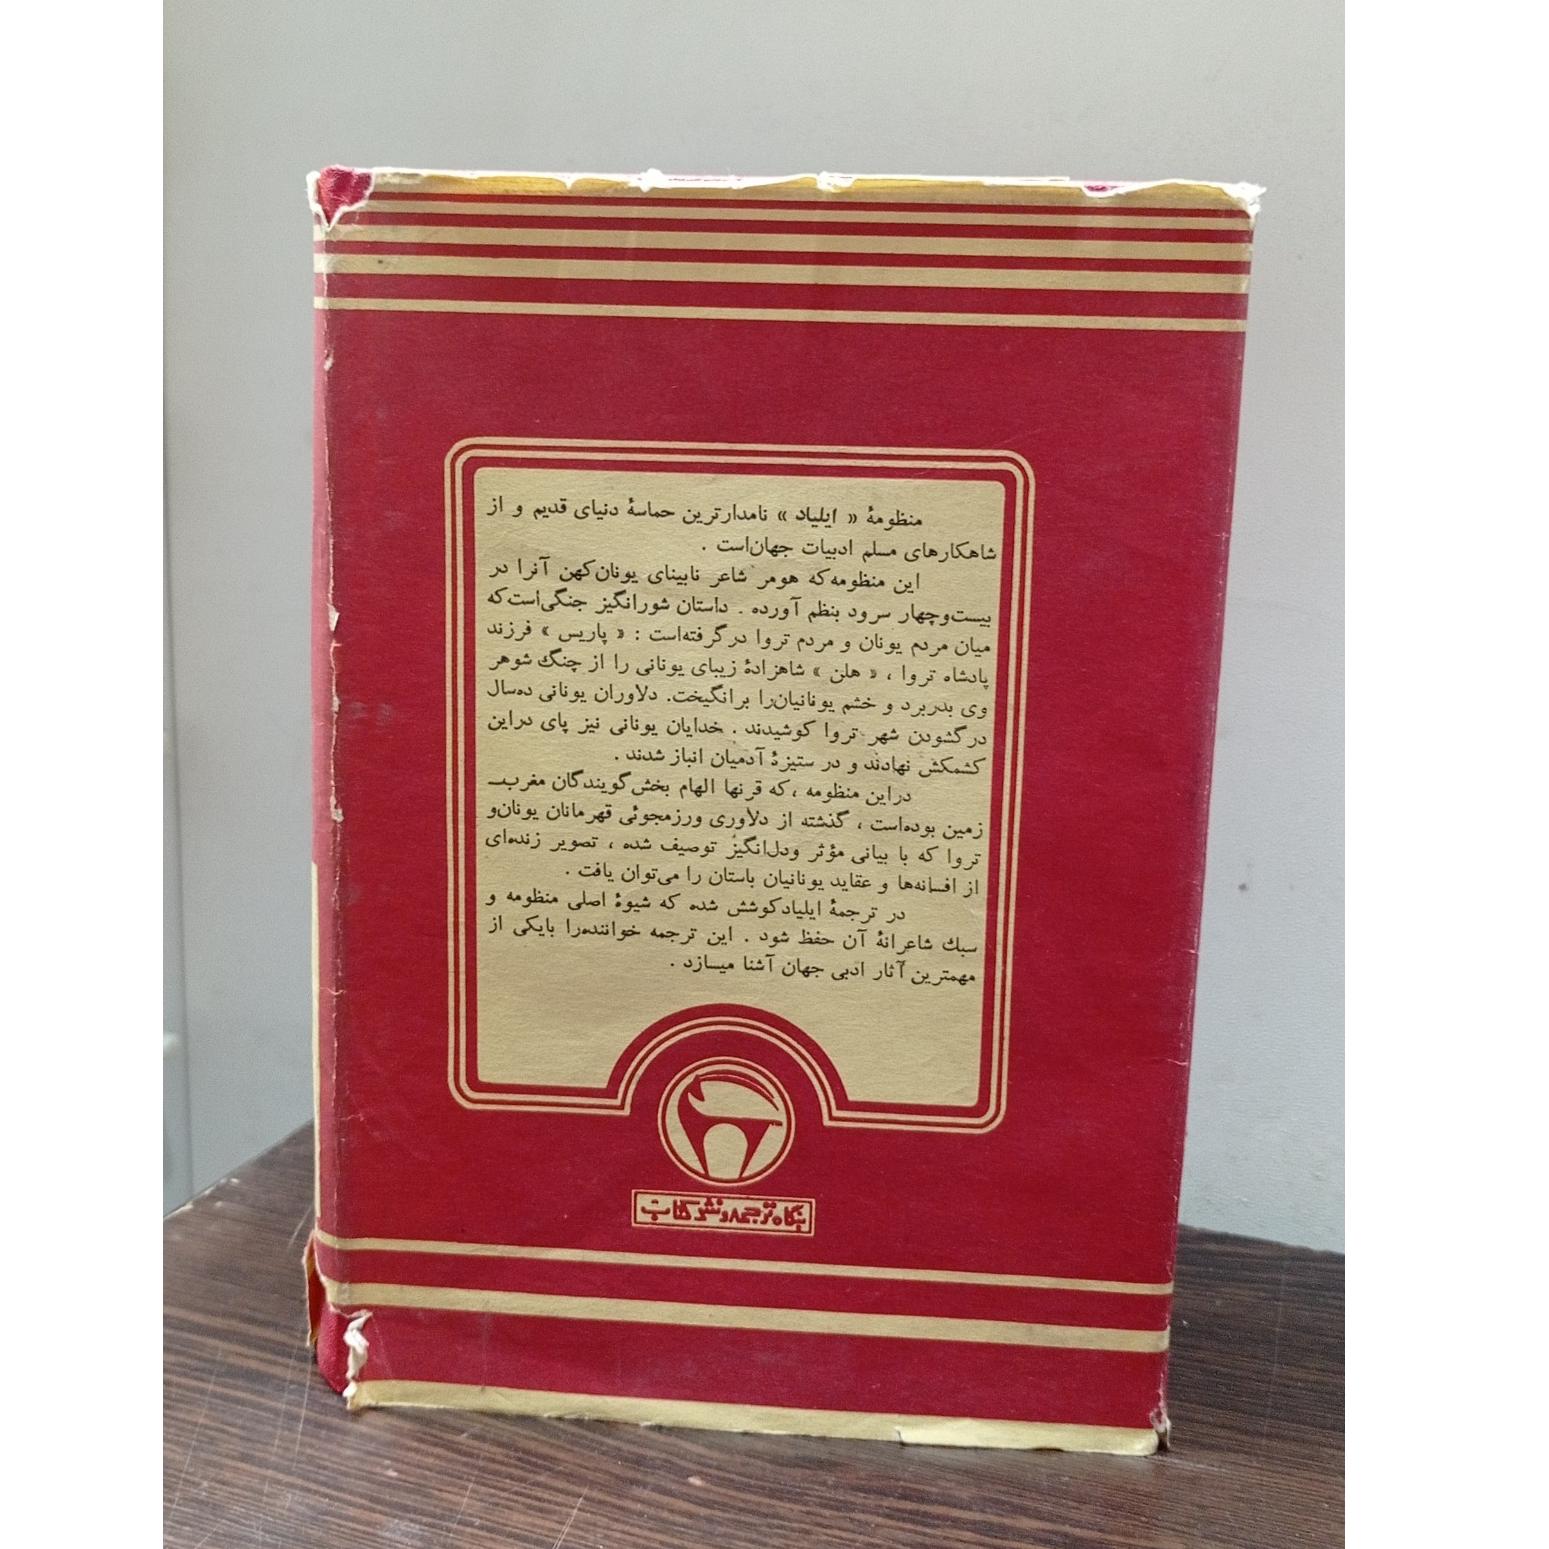 منظومهٔ « ایلیاد » نامدارترین حماسهٔ دنیای قدیم و از
شاهکارهای مسلم ادبیات جهان‌است .
این منظومه‌که هومر شاعر نابینای یونان‌کهن آنرا در
بیست‌وچهار سرود بنظم آورده . داستان شورانگیز جنگی‌است‌که
میان مردم یونان و مردم تروا درگرفته‌است : « پاریس » فرزند
پادشاه تروا ، « هلن » شاهزادهٔ زیبای یونانی را از چنگ شوهر
وی بدربرد و خشم یونانیان‌را برانگیخت. دلاوران یونانی ده‌سال
درگشودن شهر تروا کوشیدند . خدایان یونانی نیز پای دراین
کشمکش نهادند و در ستیزهٔ آدمیان انباز شدند .
دراین منظومه ، که قرنها الهام بخش‌گویندگان مغرب‌ـ
زمین بوده‌است ، گذشته از دلاوری ورزمجوئی قهرمانان یونان‌و
تروا که با بیانی مؤثر ودل‌انگیز توصیف شده ، تصویر زنده‌ای
از افسانه‌ها و عقاید یونانیان باستان را می‌توان یافت .
در ترجمهٔ ایلیادکوشش شده که شیوهٔ اصلی منظومه و
سبك شاعرانهٔ آن حفظ شود . این ترجمه خواننده‌را بایکی از
مهمترین آثار ادبی جهان آشنا میسازد .
بنگاه ترجمه و نشر کتاب